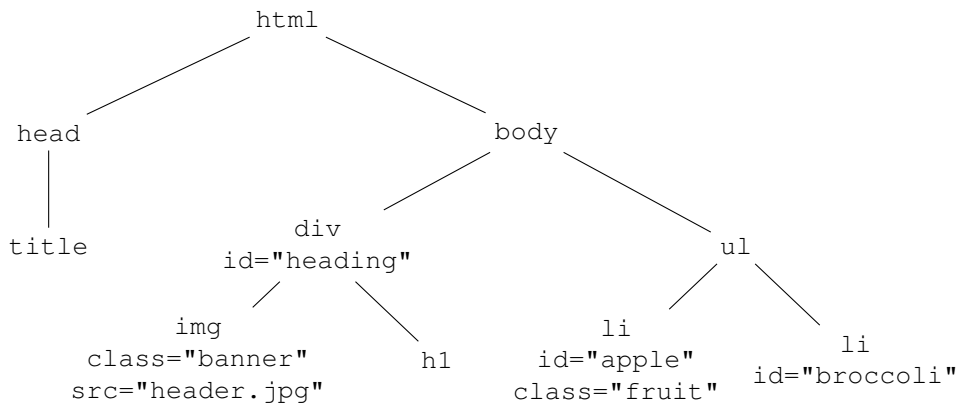 html
head
body
title
div
id="heading"
ul
img
class="banner"
src="header.jpg"
h1
li
id="apple"
class="fruit"
li
id="broccoli"